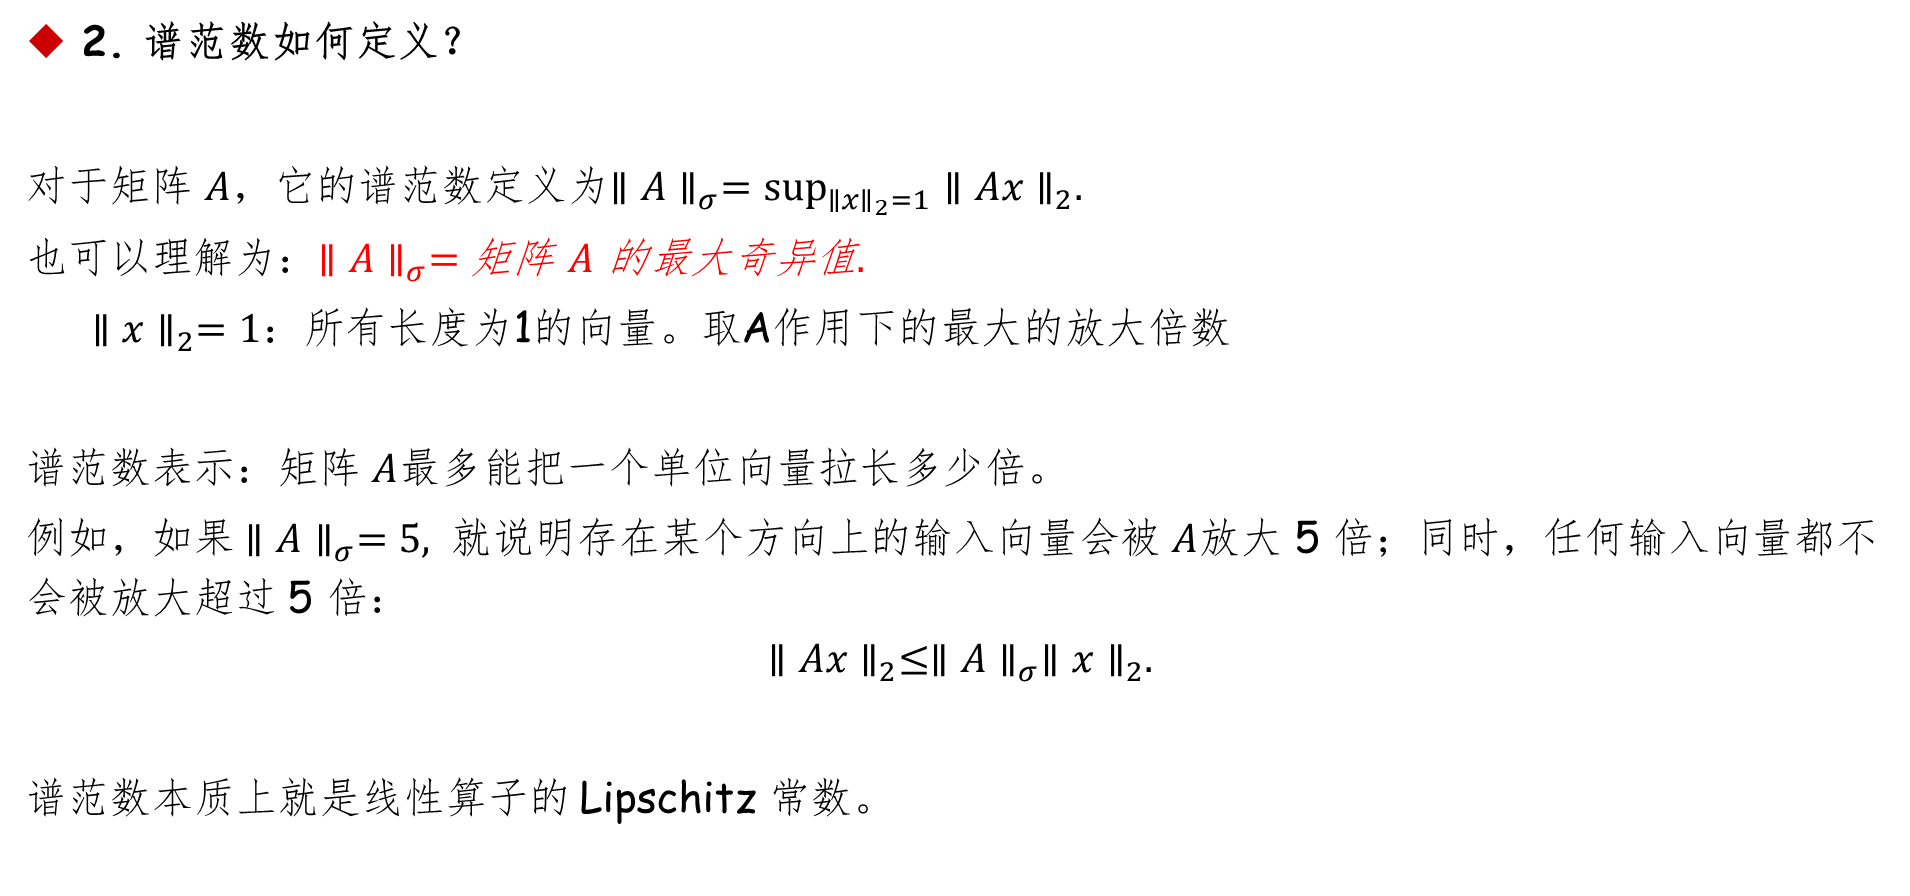 ◆ 2. 谱范数如何定义？
对于矩阵 A，它的谱范数定义为∥ A ∥σ= sup∥x∥2=1 ∥ Ax ∥2.
也可以理解为：∥ A ∥σ= 矩阵 A 的最大奇异值.
∥ x ∥2= 1：所有长度为1的向量。取A作用下的最大的放大倍数
谱范数表示：矩阵 A最多能把一个单位向量拉长多少倍。
例如，如果 ∥ A ∥σ= 5, 就说明存在某个方向上的输入向量会被 A放大 5 倍；同时，任何输入向量都不
会被放大超过 5 倍：
∥ Ax ∥2≤∥ A ∥σ∥ x ∥2.
谱范数本质上就是线性算子的 Lipschitz 常数。